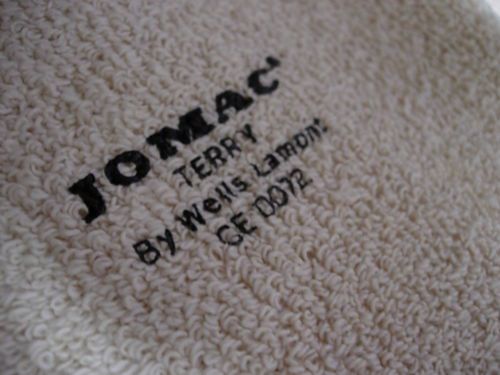 JOMAC'
TERRY
By Wells Lamont
CE 0072